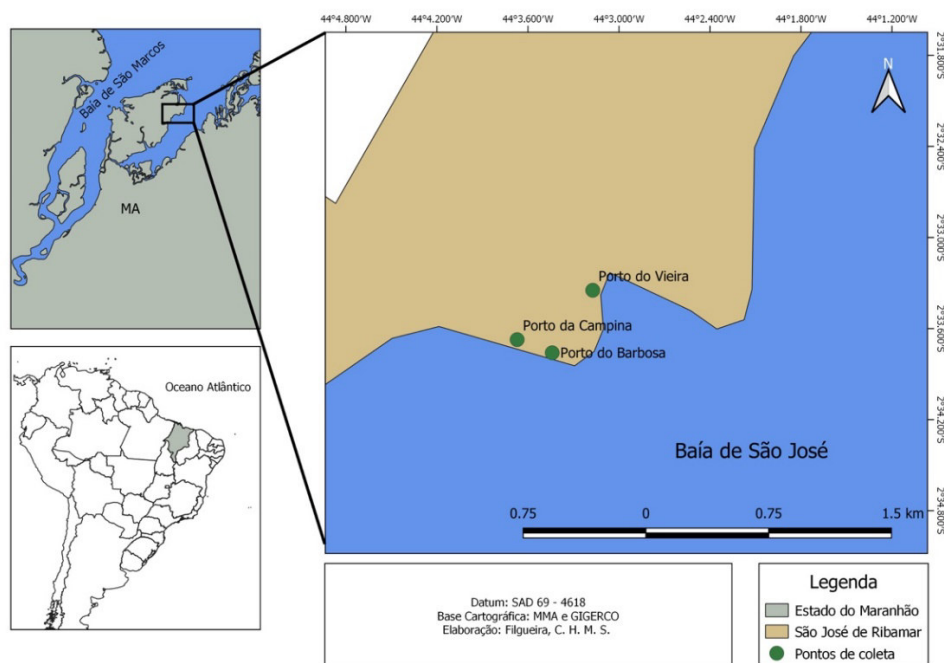 44°4.800'W
44°4.200'W
44°3.600'W
44°3.000'W
44°2.400'W
44°1.800'W
44°1.200'W
Baía de São Marcos
MA
N
2°31.800'S
2°32.400'S
2°33.000'S
2°33.600'S
2°34.200'S
2°34.800'S
Porto do Vieira
Porto da Campina
Porto do Barbosa
Baía de São José
0.75 0 0.75 1.5 km
Oceano Atlântico
Datum: SAD 69 - 4618
Base Cartográfica: MMA e GIGERCO
Elaboração: Filgueira, C. H. M. S.
Legenda
Estado do Maranhão
São José de Ribamar
Pontos de coleta